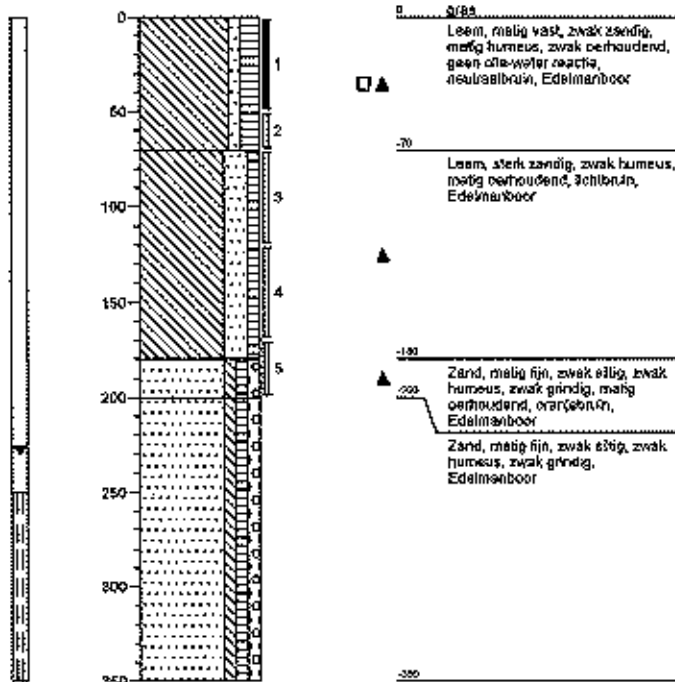 0
50
100
150
200
250
300
350
1
2
3
4
5
0 gras
Leem, matig vast, zwak zandig,
matig humeus, zwak oerhoudend,
geen olie-water reactie,
neutraalbruin, Edelmanboor
-70
Leem, sterk zandig, zwak humeus,
matig oerhoudend, lichtbruin,
Edelmanboor
-180
Zand, matig fijn, zwak siltig, zwak
humeus, zwak grindig, matig
oerhoudend, oranjebruin,
Edelmanboor
-200
Zand, matig fijn, zwak siltig, zwak
humeus, zwak grindig,
Edelmanboor
-350